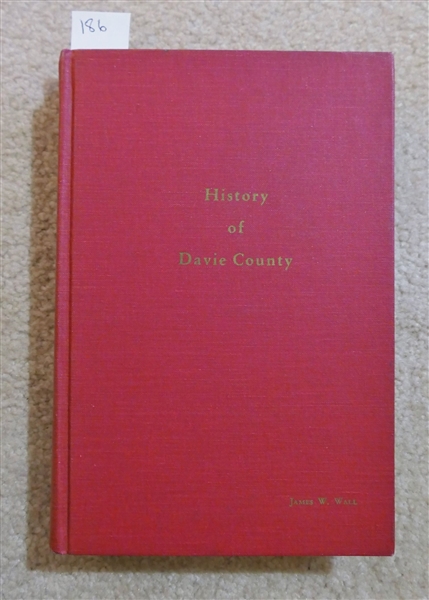 186
History
of
Davie County
James W. Wall